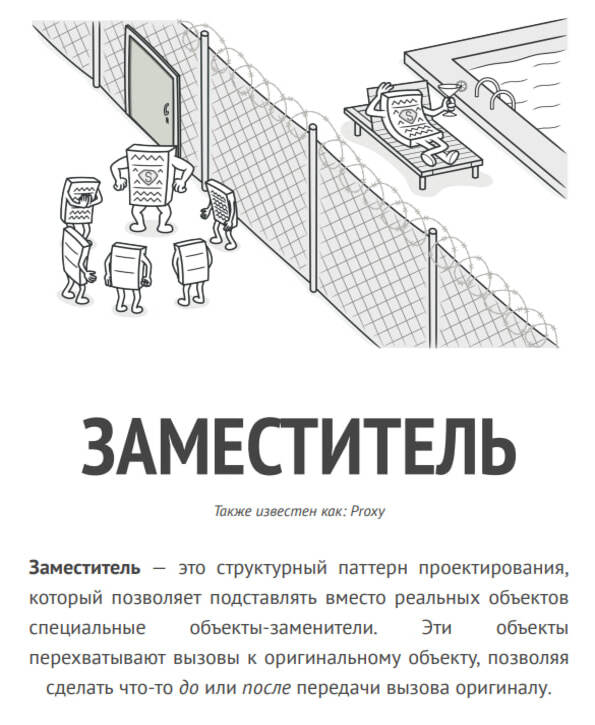 S
S
ЗАМЕСТИТЕЛЬ
Также известен как: Proxy
Заместитель — это структурный паттерн проектирования,
который позволяет подставлять вместо реальных объектов
специальные объекты-заменители. Эти объекты
перехватывают вызовы к оригинальному объекту, позволяя
сделать что-то до или после передачи вызова оригиналу.